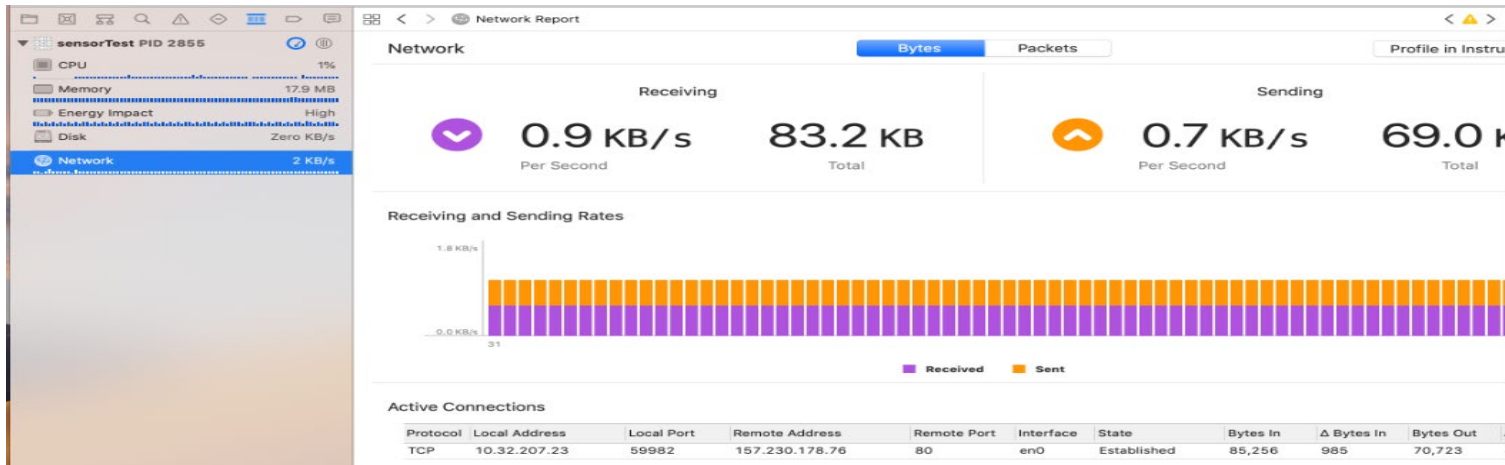 Network Report
sensorTest PID 2855
CPU 1%
Memory 17.9 MB
Energy Impact High
Disk Zero KB/s
Network 2 KB/s
Network Bytes Packets Profile in Instru
Receiving
0.9 KB/s 83.2 KB
Per Second Total
Sending
0.7 KB/s 69.0 K
Per Second Total
Receiving and Sending Rates
1.8 KB/s
0.0 KB/s
31
Received Sent
Active Connections
Protocol Local Address Local Port Remote Address Remote Port Interface State Bytes In Δ Bytes In Bytes Out
TCP 10.32.207.23 59982 157.230.178.76 80 en0 Established 85,256 985 70,723